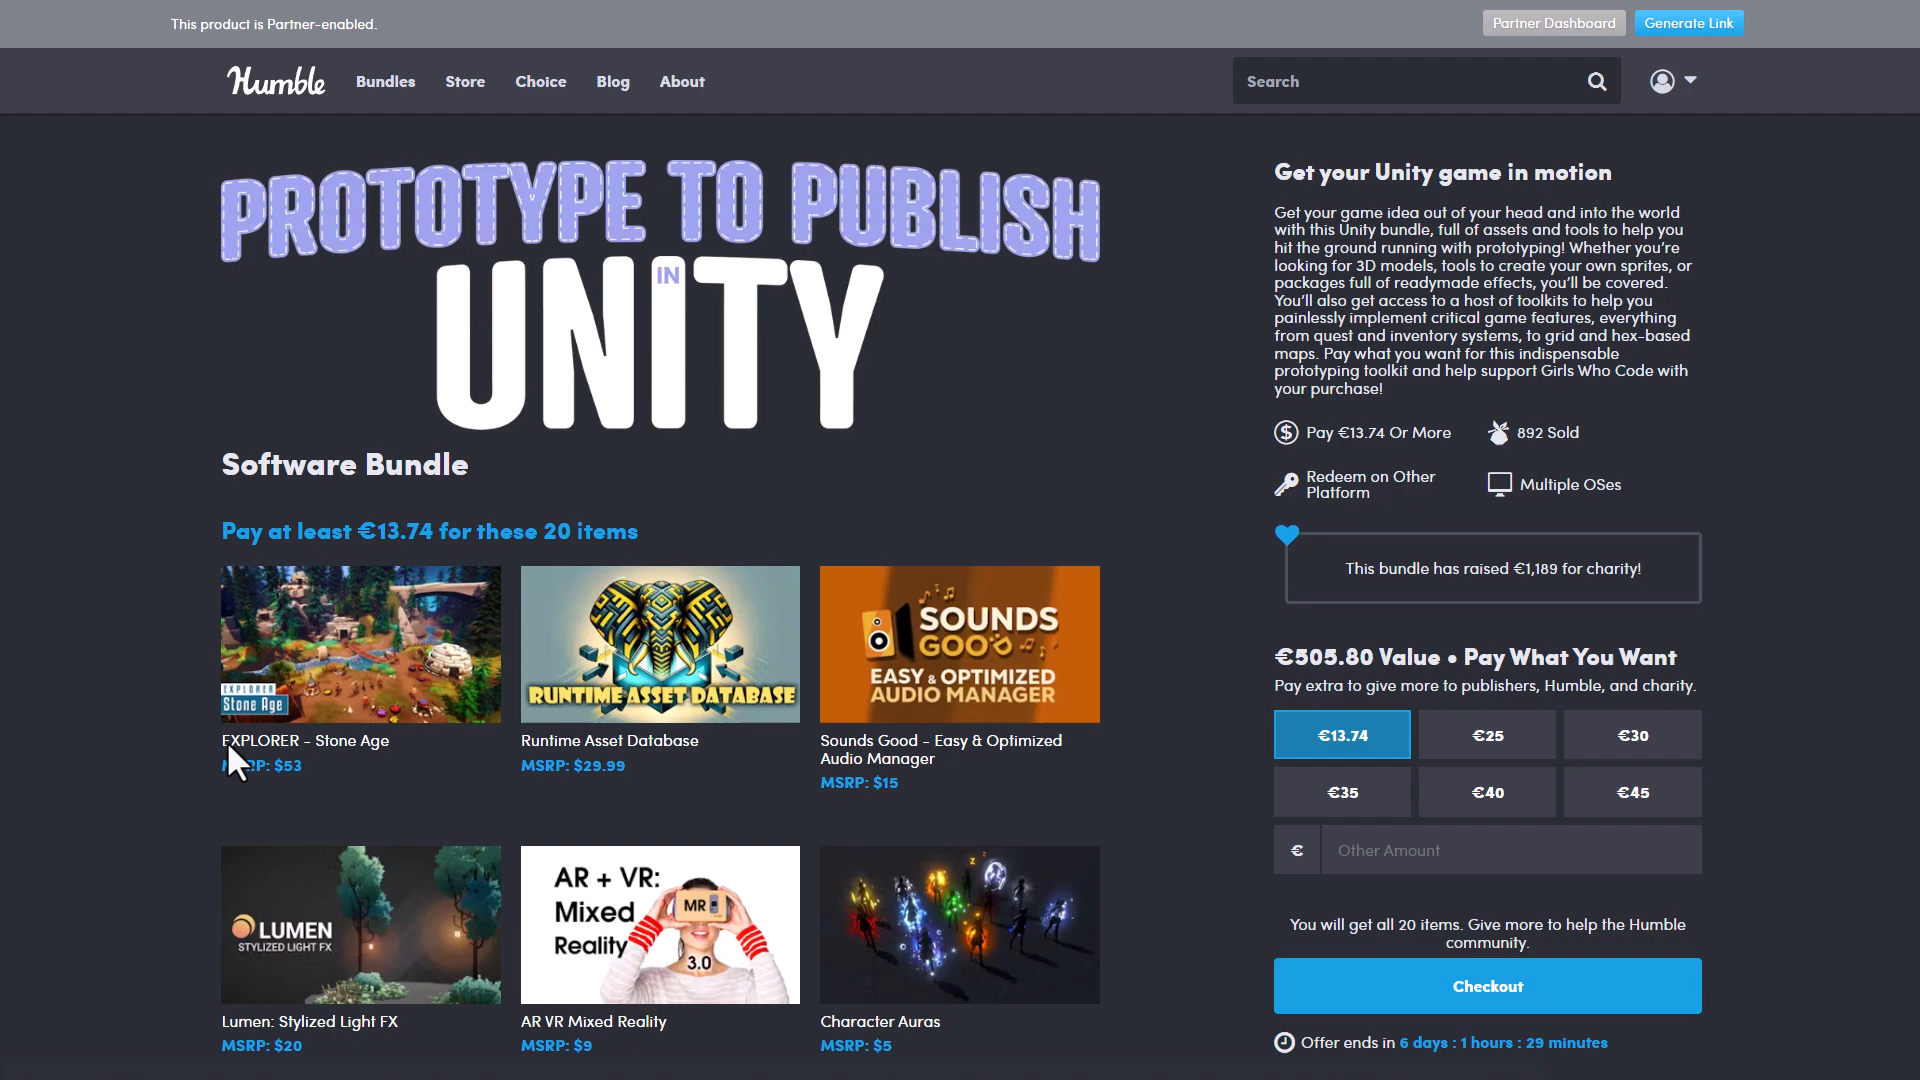 This product is Partner-enabled.
Partner Dashboard
Generate Link
Humble
Bundles
Store
Choice
Blog
About
Search
PROTOTYPE TO PUBLISH
IN
UNITY
Software Bundle
Pay at least €13.74 for these 20 items
EXPLORER
Stone Age
RUNTIME ASSET DATABASE
SOUNDS
GOOD
EASY & OPTIMIZED
AUDIO MANAGER
EXPLORER - Stone Age
MSRP: $53
Runtime Asset Database
MSRP: $29.99
Sounds Good - Easy & Optimized
Audio Manager
MSRP: $15
LUMEN
STYLIZED LIGHT FX
AR + VR:
Mixed
Reality
MR
3.0
Lumen: Stylized Light FX
MSRP: $20
AR VR Mixed Reality
MSRP: $9
Character Auras
MSRP: $5
Get your Unity game in motion
Get your game idea out of your head and into the world
with this Unity bundle, full of assets and tools to help you
hit the ground running with prototyping! Whether you’re
looking for 3D models, tools to create your own sprites, or
packages full of readymade effects, you’ll be covered.
You’ll also get access to a host of toolkits to help you
painlessly implement critical game features, everything
from quest and inventory systems, to grid and hex-based
maps. Pay what you want for this indispensable
prototyping toolkit and help support Girls Who Code with
your purchase!
Pay €13.74 Or More
892 Sold
Redeem on Other
Platform
Multiple OSes
This bundle has raised €1,189 for charity!
€505.80 Value • Pay What You Want
Pay extra to give more to publishers, Humble, and charity.
€13.74
€25
€30
€35
€40
€45
€
Other Amount
You will get all 20 items. Give more to help the Humble
community.
Checkout
Offer ends in 6 days : 1 hours : 29 minutes